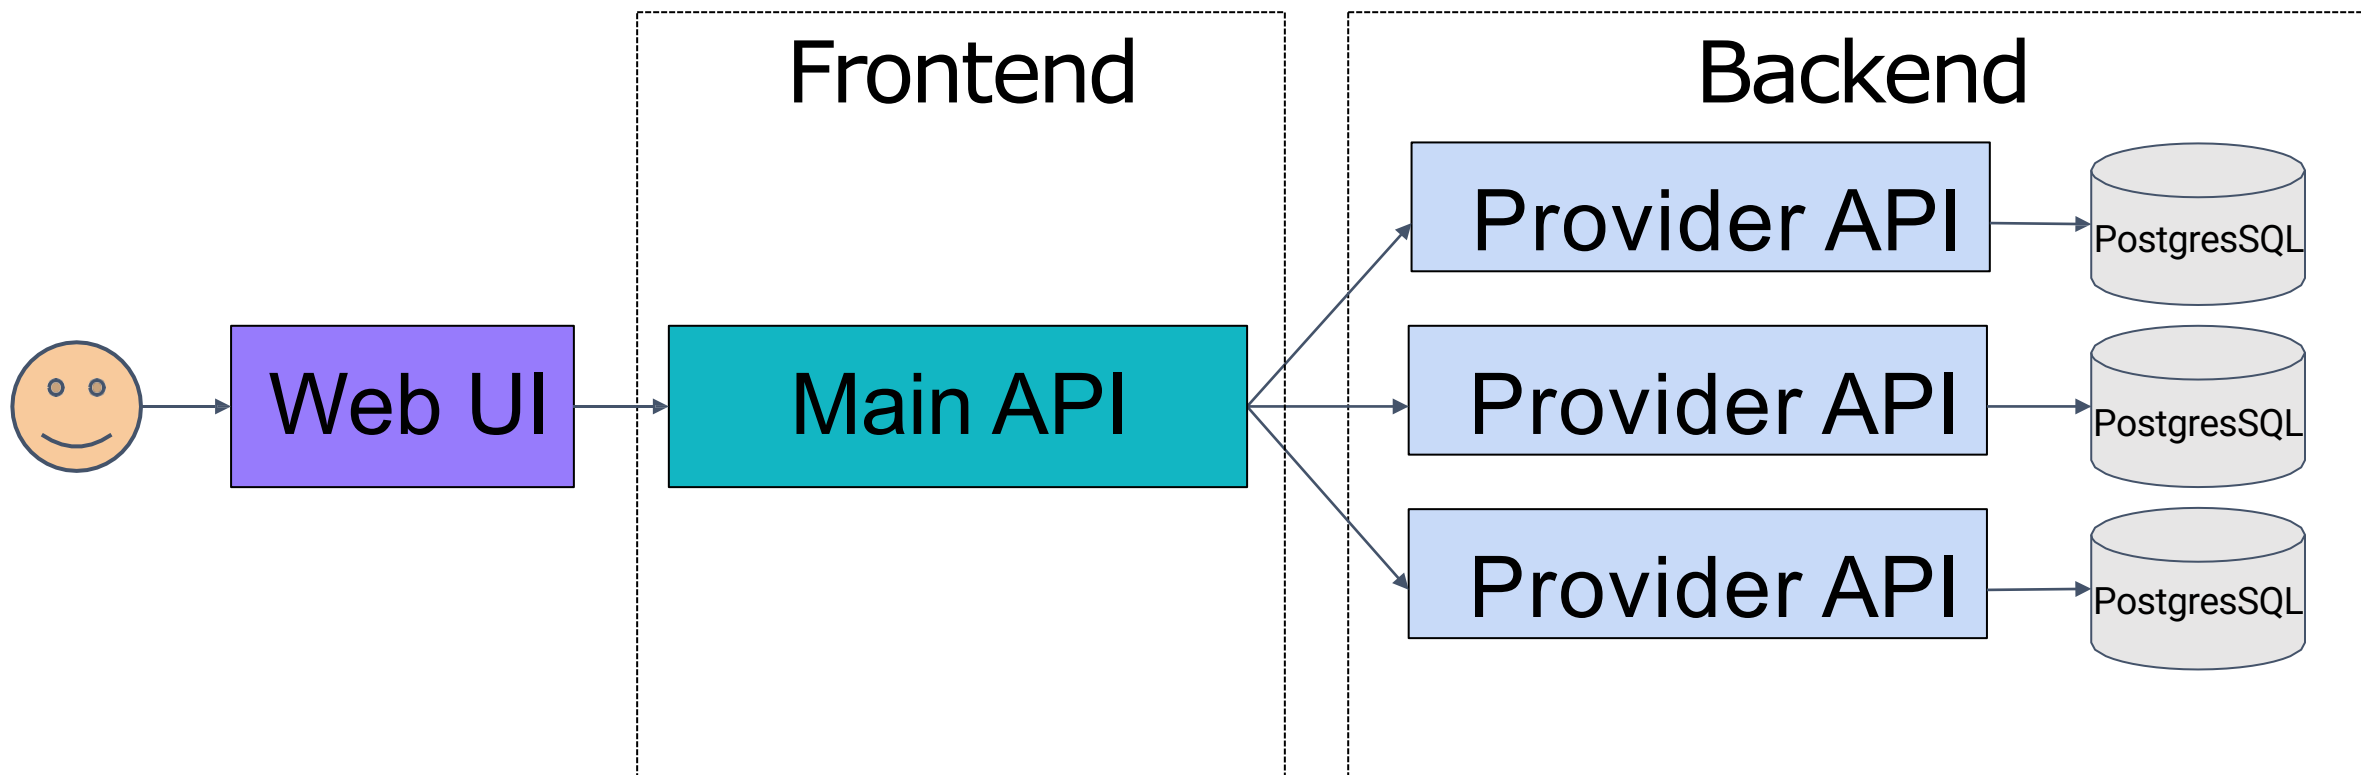 Frontend
Backend
Web UI
Main API
Provider API
PostgresSQL
Provider API
PostgresSQL
Provider API
PostgresSQL